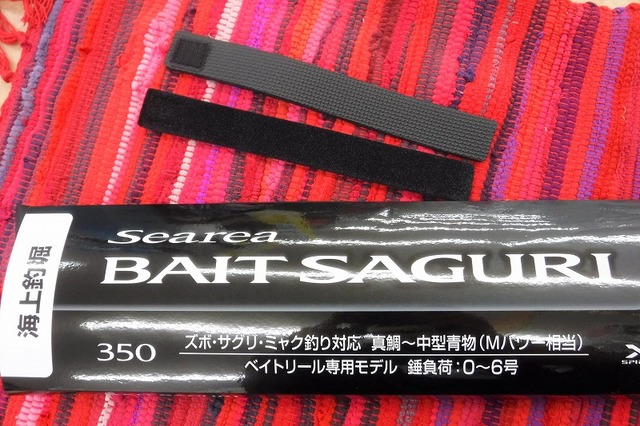 Searea
BAIT SAGURI
海上釣堀
350
ズボ・サグリ・ミャク釣り対応 真鯛～中型青物(Mパワー相当)
ベイトリール専用モデル 錘負荷:0～6号